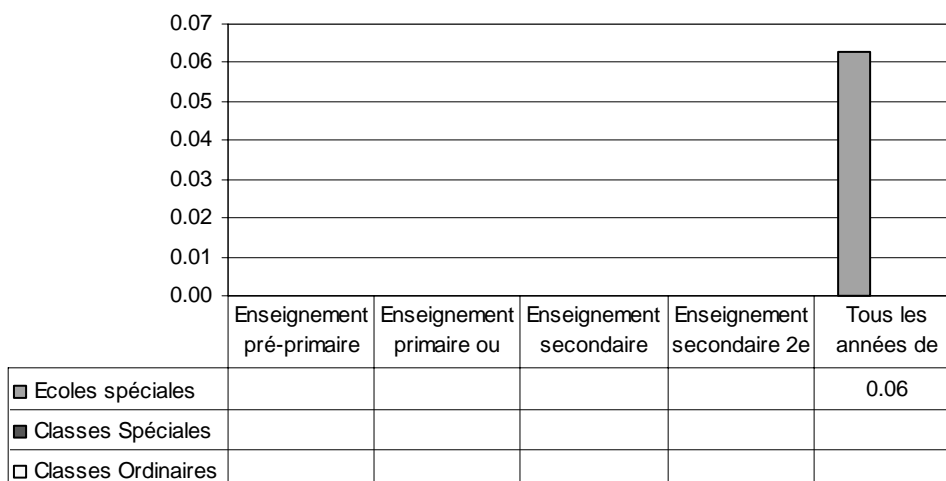 0.07
0.06
0.05
0.04
0.03
0.02
0.01
0.00
Enseignement Enseignement Enseignement Enseignement Tous les
pré-primaire primaire ou secondaire secondaire 2e années de
Ecoles spéciales 0.06
Classes Spéciales
Classes Ordinaires